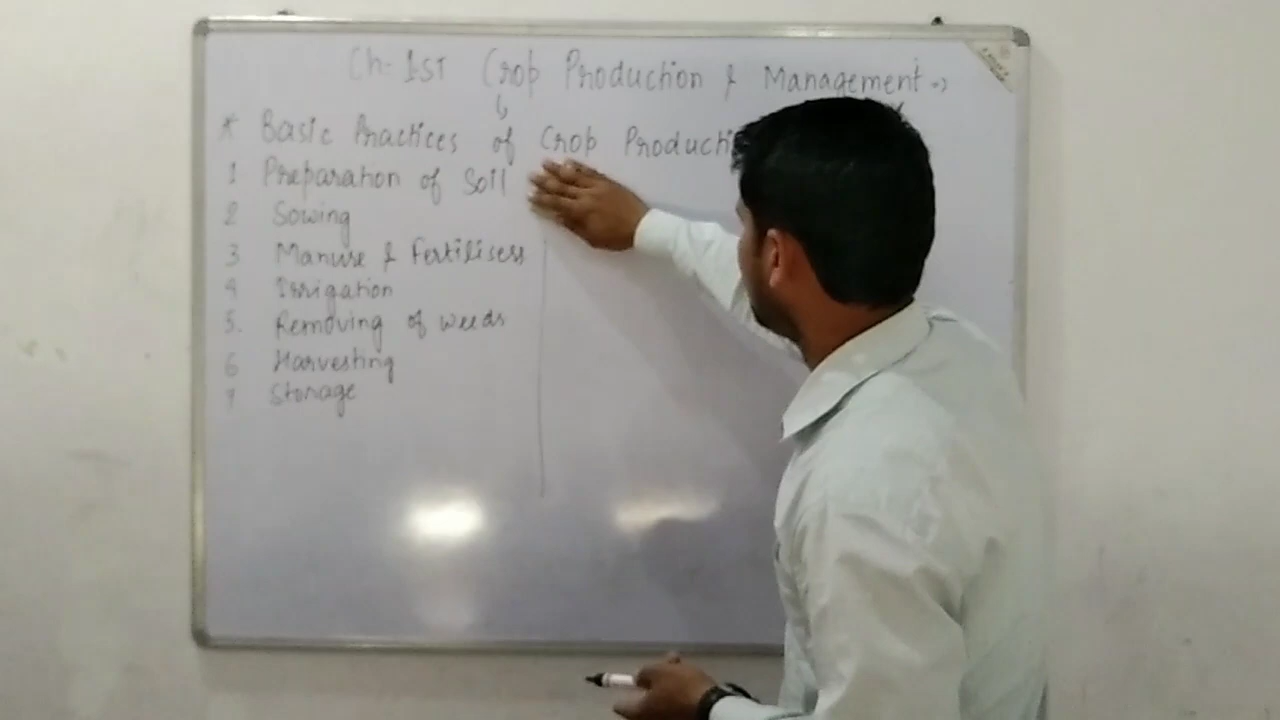 Ch:- 1st Crop Production & Management →
* Basic Practices of Crop Producti
1 Preparation of Soil
2 Sowing
3 Manure & Fertilisers
4 Irrigation
5. Removing of weeds
6 Harvesting
7 Storage